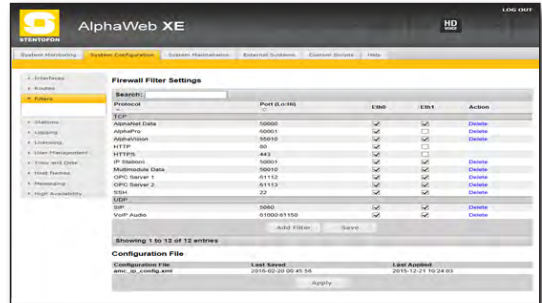 LOG OUT
STENTOFON
AlphaWeb XE
HD
VOICE
System Monitoring System Configuration System Maintenance External Systems Custom Scripts Help
Interfaces
Routes
Filters
Stations
Logging
Licensing
User Management
Time and Date
Host Names
Messaging
High Availability
Firewall Filter Settings
Search:
Protocol Port (Lo:Hi) Eth0 Eth1 Action
TCP
AlphaNet Data 50000 Delete
AlphaPro 60001 Delete
AlphaVision 55010 Delete
HTTP 80
HTTPS 443
IP Stations 50001 Delete
Multimodule Data 50010 Delete
OPC Server 1 61112 Delete
OPC Server 2 61113 Delete
SSH 22 Delete
UDP
SIP 5060 Delete
VoIP Audio 61000:61150 Delete
Add Filter Save
Showing 1 to 12 of 12 entries
Configuration File
Configuration File Last Saved Last Applied
amc_ip_config.xml 2016-02-20 00:45:56 2015-12-21 10:24:03
Apply